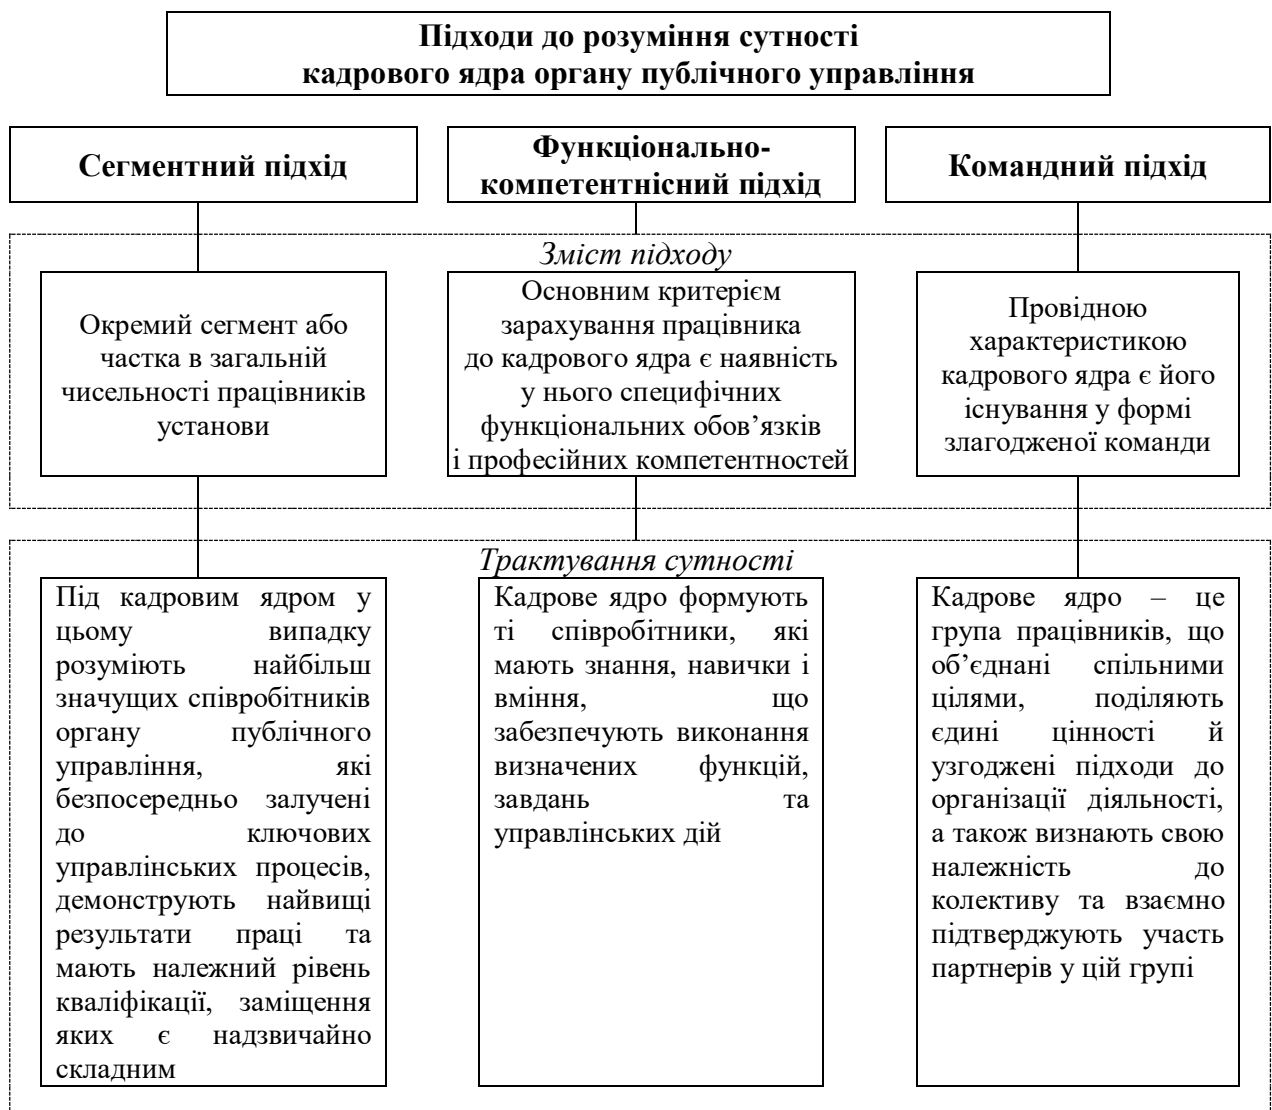 Підходи до розуміння сутності
кадрового ядра органу публічного управління
Сегментний підхід
Функціонально-
компетентнісний підхід
Командний підхід
Зміст підходу
Окремий сегмент або
частка в загальній
чисельності працівників
установи
Основним критерієм
зарахування працівника
до кадрового ядра є наявність
у нього специфічних
функціональних обов’язків
і професійних компетентностей
Провідною
характеристикою
кадрового ядра є його
існування у формі
злагодженої команди
Трактування сутності
Під кадровим ядром у
цьому випадку
розуміють найбільш
значущих співробітників
органу публічного
управління, які
безпосередньо залучені
до ключових
управлінських процесів,
демонструють найвищі
результати праці та
мають належний рівень
кваліфікації, заміщення
яких є надзвичайно
складним
Кадрове ядро формують
ті співробітники, які
мають знання, навички і
вміння, що
забезпечують виконання
визначених функцій,
завдань та
управлінських дій
Кадрове ядро – це
група працівників, що
об’єднані спільними
цілями, поділяють
єдині цінності й
узгоджені підходи до
організації діяльності,
а також визнають свою
належність до
колективу та взаємно
підтверджують участь
партнерів у цій групі